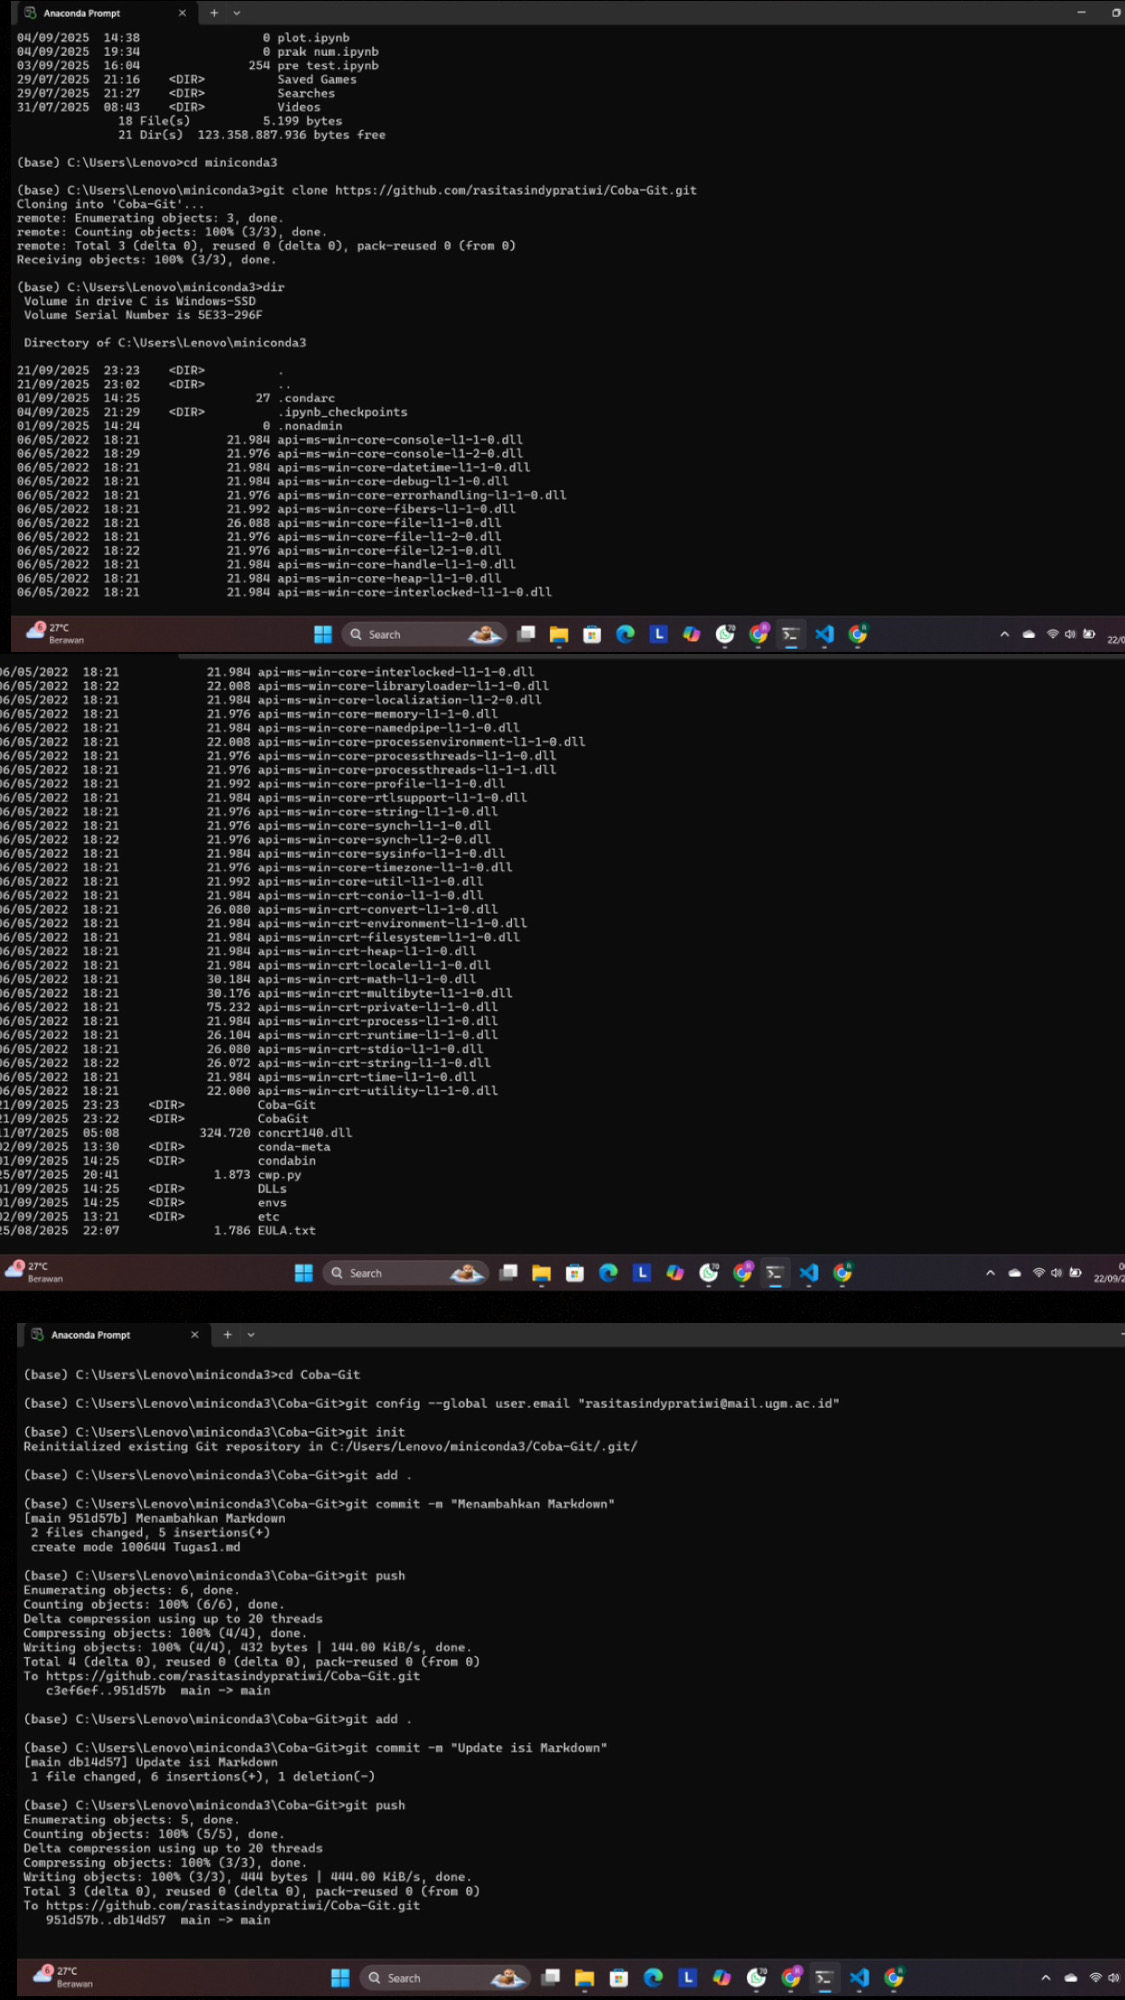 Anaconda Prompt
04/09/2025  14:38                 0 plot.ipynb
04/09/2025  19:34                 0 prak num.ipynb
03/09/2025  16:04               254 pre test.ipynb
29/07/2025  21:16    <DIR>          Saved Games
29/07/2025  21:27    <DIR>          Searches
31/07/2025  08:43    <DIR>          Videos
18 File(s)          5.199 bytes
21 Dir(s)  123.358.887.936 bytes free
(base) C:\Users\Lenovo>cd miniconda3
(base) C:\Users\Lenovo\miniconda3>git clone https://github.com/rasitasindypratiwi/Coba-Git.git
Cloning into 'Coba-Git'...
remote: Enumerating objects: 3, done.
remote: Counting objects: 100% (3/3), done.
remote: Total 3 (delta 0), reused 0 (delta 0), pack-reused 0 (from 0)
Receiving objects: 100% (3/3), done.
(base) C:\Users\Lenovo\miniconda3>dir
Volume in drive C is Windows-SSD
Volume Serial Number is 5E33-296F
Directory of C:\Users\Lenovo\miniconda3
21/09/2025  23:23    <DIR>          .
21/09/2025  23:02    <DIR>          ..
01/09/2025  14:25                27 .condarc
04/09/2025  21:29    <DIR>          .ipynb_checkpoints
01/09/2025  14:24                 0 .nonadmin
06/05/2022  18:21            21.984 api-ms-win-core-console-l1-1-0.dll
06/05/2022  18:29            21.976 api-ms-win-core-console-l1-2-0.dll
06/05/2022  18:21            21.984 api-ms-win-core-datetime-l1-1-0.dll
06/05/2022  18:21            21.984 api-ms-win-core-debug-l1-1-0.dll
06/05/2022  18:21            21.976 api-ms-win-core-errorhandling-l1-1-0.dll
06/05/2022  18:21            21.992 api-ms-win-core-fibers-l1-1-0.dll
06/05/2022  18:21            26.088 api-ms-win-core-file-l1-1-0.dll
06/05/2022  18:21            21.976 api-ms-win-core-file-l1-2-0.dll
06/05/2022  18:22            21.976 api-ms-win-core-file-l2-1-0.dll
06/05/2022  18:21            21.984 api-ms-win-core-handle-l1-1-0.dll
06/05/2022  18:21            21.984 api-ms-win-core-heap-l1-1-0.dll
06/05/2022  18:21            21.984 api-ms-win-core-interlocked-l1-1-0.dll
27°C
Berawan
Search
22/0
06/05/2022  18:21            21.984 api-ms-win-core-interlocked-l1-1-0.dll
06/05/2022  18:22            22.008 api-ms-win-core-libraryloader-l1-1-0.dll
06/05/2022  18:21            21.984 api-ms-win-core-localization-l1-2-0.dll
06/05/2022  18:21            21.976 api-ms-win-core-memory-l1-1-0.dll
06/05/2022  18:21            21.984 api-ms-win-core-namedpipe-l1-1-0.dll
06/05/2022  18:21            22.008 api-ms-win-core-processenvironment-l1-1-0.dll
06/05/2022  18:21            21.976 api-ms-win-core-processthreads-l1-1-0.dll
06/05/2022  18:21            21.976 api-ms-win-core-processthreads-l1-1-1.dll
06/05/2022  18:21            21.992 api-ms-win-core-profile-l1-1-0.dll
06/05/2022  18:21            21.984 api-ms-win-core-rtlsupport-l1-1-0.dll
06/05/2022  18:21            21.976 api-ms-win-core-string-l1-1-0.dll
06/05/2022  18:21            21.976 api-ms-win-core-synch-l1-1-0.dll
06/05/2022  18:22            21.976 api-ms-win-core-synch-l1-2-0.dll
06/05/2022  18:21            21.984 api-ms-win-core-sysinfo-l1-1-0.dll
06/05/2022  18:21            21.976 api-ms-win-core-timezone-l1-1-0.dll
06/05/2022  18:21            21.992 api-ms-win-core-util-l1-1-0.dll
06/05/2022  18:21            21.984 api-ms-win-crt-conio-l1-1-0.dll
06/05/2022  18:21            26.080 api-ms-win-crt-convert-l1-1-0.dll
06/05/2022  18:21            21.984 api-ms-win-crt-environment-l1-1-0.dll
06/05/2022  18:21            21.984 api-ms-win-crt-filesystem-l1-1-0.dll
06/05/2022  18:21            21.984 api-ms-win-crt-heap-l1-1-0.dll
06/05/2022  18:21            21.984 api-ms-win-crt-locale-l1-1-0.dll
06/05/2022  18:21            30.184 api-ms-win-crt-math-l1-1-0.dll
06/05/2022  18:21            30.176 api-ms-win-crt-multibyte-l1-1-0.dll
06/05/2022  18:21            75.232 api-ms-win-crt-private-l1-1-0.dll
06/05/2022  18:21            21.984 api-ms-win-crt-process-l1-1-0.dll
06/05/2022  18:21            26.104 api-ms-win-crt-runtime-l1-1-0.dll
06/05/2022  18:21            26.080 api-ms-win-crt-stdio-l1-1-0.dll
06/05/2022  18:22            26.072 api-ms-win-crt-string-l1-1-0.dll
06/05/2022  18:21            21.984 api-ms-win-crt-time-l1-1-0.dll
06/05/2022  18:21            22.000 api-ms-win-crt-utility-l1-1-0.dll
21/09/2025  23:23    <DIR>          Coba-Git
21/09/2025  23:22    <DIR>          CobaGit
11/07/2025  05:08           324.720 concrt140.dll
02/09/2025  13:30    <DIR>          conda-meta
01/09/2025  14:25    <DIR>          condabin
25/07/2025  20:41             1.873 cwp.py
01/09/2025  14:25    <DIR>          DLLs
01/09/2025  14:25    <DIR>          envs
02/09/2025  13:21    <DIR>          etc
25/08/2025  22:07             1.786 EULA.txt
27°C
Berawan
Search
22/09/2
Anaconda Prompt
(base) C:\Users\Lenovo\miniconda3>cd Coba-Git
(base) C:\Users\Lenovo\miniconda3\Coba-Git>git config --global user.email "rasitasindypratiwi@mail.ugm.ac.id"
(base) C:\Users\Lenovo\miniconda3\Coba-Git>git init
Reinitialized existing Git repository in C:/Users/Lenovo/miniconda3/Coba-Git/.git/
(base) C:\Users\Lenovo\miniconda3\Coba-Git>git add .
(base) C:\Users\Lenovo\miniconda3\Coba-Git>git commit -m "Menambahkan Markdown"
[main 951d57b] Menambahkan Markdown
2 files changed, 5 insertions(+)
create mode 100644 Tugas1.md
(base) C:\Users\Lenovo\miniconda3\Coba-Git>git push
Enumerating objects: 6, done.
Counting objects: 100% (6/6), done.
Delta compression using up to 20 threads
Compressing objects: 100% (4/4), done.
Writing objects: 100% (4/4), 432 bytes | 144.00 KiB/s, done.
Total 4 (delta 0), reused 0 (delta 0), pack-reused 0 (from 0)
To https://github.com/rasitasindypratiwi/Coba-Git.git
c3ef6ef..951d57b  main -> main
(base) C:\Users\Lenovo\miniconda3\Coba-Git>git add .
(base) C:\Users\Lenovo\miniconda3\Coba-Git>git commit -m "Update isi Markdown"
[main db14d57] Update isi Markdown
1 file changed, 6 insertions(+), 1 deletion(-)
(base) C:\Users\Lenovo\miniconda3\Coba-Git>git push
Enumerating objects: 5, done.
Counting objects: 100% (5/5), done.
Delta compression using up to 20 threads
Compressing objects: 100% (3/3), done.
Writing objects: 100% (3/3), 444 bytes | 444.00 KiB/s, done.
Total 3 (delta 0), reused 0 (delta 0), pack-reused 0 (from 0)
To https://github.com/rasitasindypratiwi/Coba-Git.git
951d57b..db14d57  main -> main
27°C
Berawan
Search